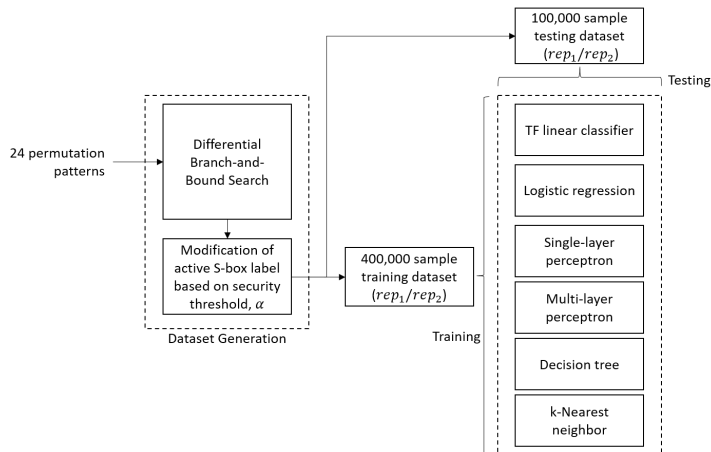 24 permutation
patterns
Differential
Branch-and-
Bound Search
Modification of
active S-box label
based on security
threshold, α
Dataset Generation
400,000 sample
training dataset
(rep₁/rep₂)
100,000 sample
testing dataset
(rep₁/rep₂)
Testing
Training
TF linear classifier
Logistic regression
Single-layer
perceptron
Multi-layer
perceptron
Decision tree
k-Nearest
neighbor